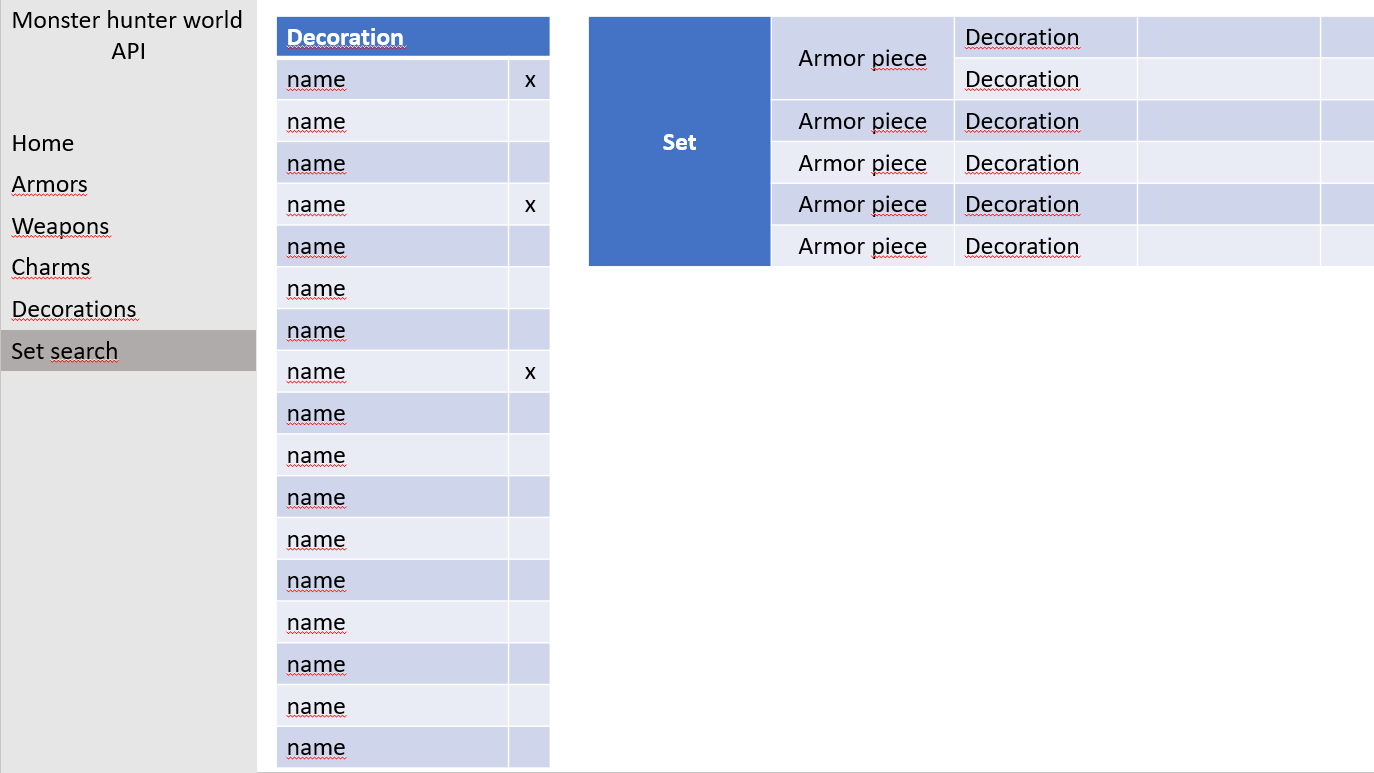 Monster hunter world
API
Home
Armors
Weapons
Charms
Decorations
Set search
Decoration
name x
name
name
name x
name
name
name
name x
name
name
name
name
name
name
name
name
name
Set
Armor piece
Decoration
Decoration
Armor piece Decoration
Armor piece Decoration
Armor piece Decoration
Armor piece Decoration